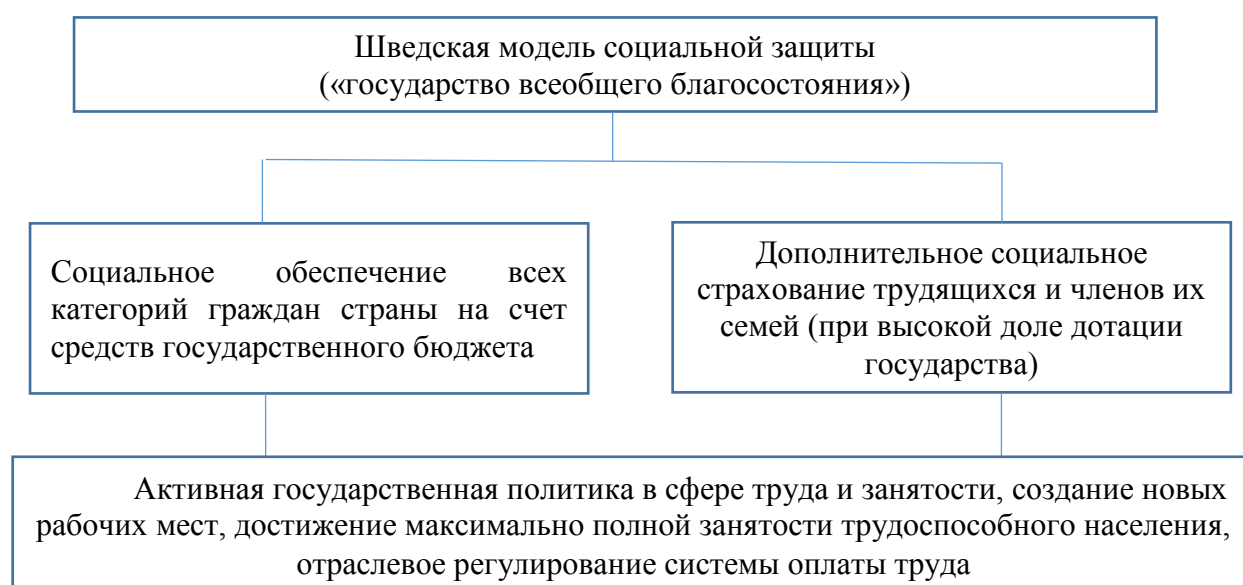 Шведская модель социальной защиты
(«государство всеобщего благосостояния»)
Социальное обеспечение всех
категорий граждан страны на счет
средств государственного бюджета
Дополнительное социальное
страхование трудящихся и членов их
семей (при высокой доле дотации
государства)
Активная государственная политика в сфере труда и занятости, создание новых
рабочих мест, достижение максимально полной занятости трудоспособного населения,
отраслевое регулирование системы оплаты труда